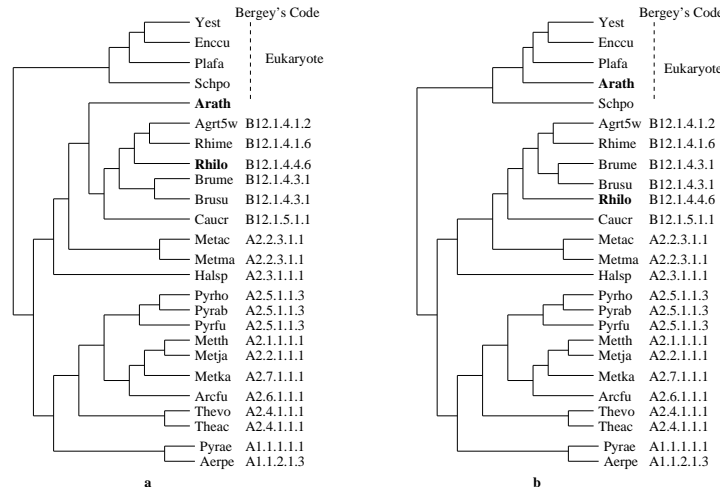 Bergey's Code
Yest
Enccu
Plafa
Eukaryote
Schpo
Arath
Agrt5w B12.1.4.1.2
Rhime B12.1.4.1.6
Rhilo B12.1.4.4.6
Brume B12.1.4.3.1
Brusu B12.1.4.3.1
Caucr B12.1.5.1.1
Metac A2.2.3.1.1
Metma A2.2.3.1.1
Halsp A2.3.1.1.1
Pyrho A2.5.1.1.3
Pyrab A2.5.1.1.3
Pyrfu A2.5.1.1.3
Metth A2.1.1.1.1
Metja A2.2.1.1.1
Metka A2.7.1.1.1
Arcfu A2.6.1.1.1
Thevo A2.4.1.1.1
Theac A2.4.1.1.1
Pyrae A1.1.1.1.1
Aerpe A1.1.2.1.3
a
Bergey's Code
Yest
Enccu
Plafa
Eukaryote
Arath
Schpo
Agrt5w B12.1.4.1.2
Rhime B12.1.4.1.6
Brume B12.1.4.3.1
Brusu B12.1.4.3.1
Rhilo B12.1.4.4.6
Caucr B12.1.5.1.1
Metac A2.2.3.1.1
Metma A2.2.3.1.1
Halsp A2.3.1.1.1
Pyrho A2.5.1.1.3
Pyrab A2.5.1.1.3
Pyrfu A2.5.1.1.3
Metth A2.1.1.1.1
Metja A2.2.1.1.1
Metka A2.7.1.1.1
Arcfu A2.6.1.1.1
Thevo A2.4.1.1.1
Theac A2.4.1.1.1
Pyrae A1.1.1.1.1
Aerpe A1.1.2.1.3
b